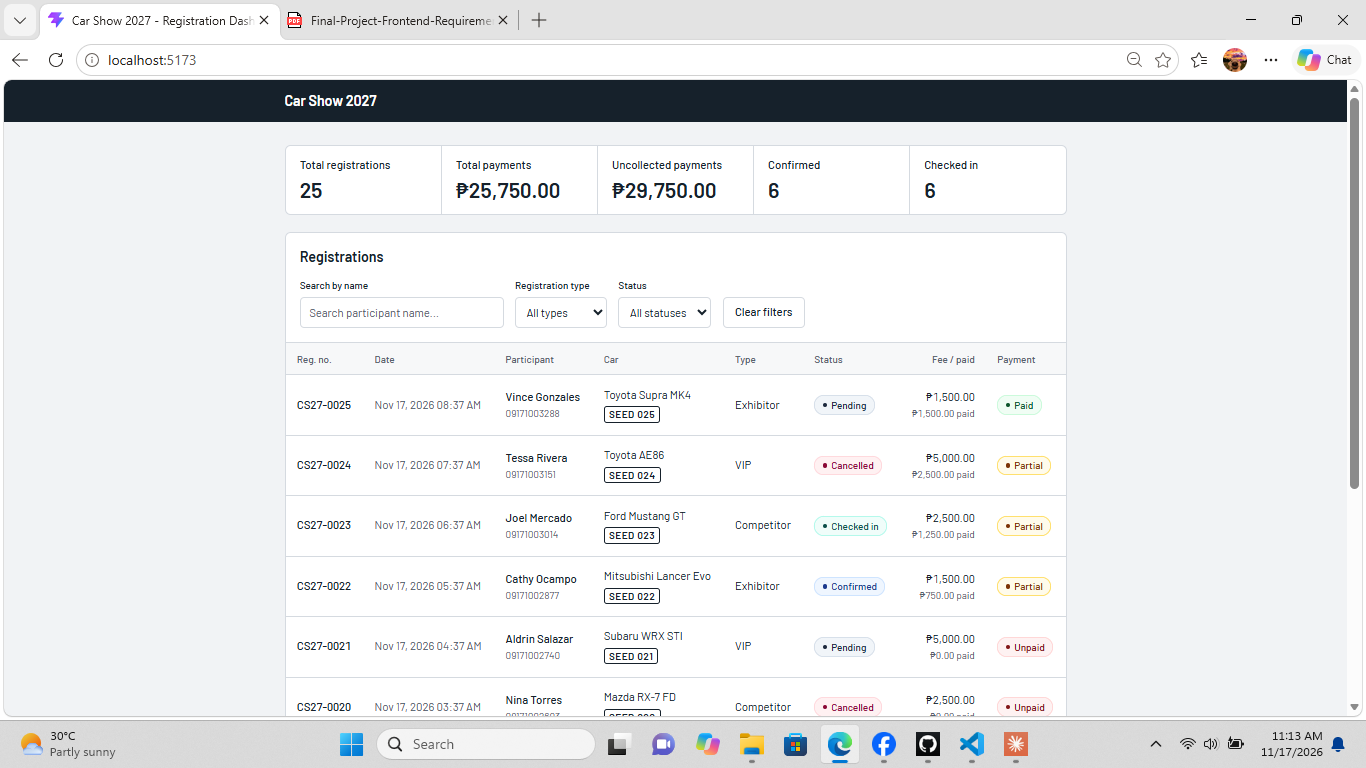 Car Show 2027 - Registration Dash
Final-Project-Frontend-Requireme
localhost:5173
Chat
Car Show 2027
Total registrations
25
Total payments
₱25,750.00
Uncollected payments
₱29,750.00
Confirmed
6
Checked in
6
Registrations
Search by name
Registration type
Status
Search participant name...
All types
All statuses
Clear filters
Reg. no. Date Participant Car Type Status Fee / paid Payment
CS27-0025 Nov 17, 2026 08:37 AM Vince Gonzales Toyota Supra MK4 Exhibitor Pending ₱1,500.00 Paid
09171003288 SEED 025 ₱1,500.00 paid
CS27-0024 Nov 17, 2026 07:37 AM Tessa Rivera Toyota AE86 VIP Cancelled ₱5,000.00 Partial
09171003151 SEED 024 ₱2,500.00 paid
CS27-0023 Nov 17, 2026 06:37 AM Joel Mercado Ford Mustang GT Competitor Checked in ₱2,500.00 Partial
09171003014 SEED 023 ₱1,250.00 paid
CS27-0022 Nov 17, 2026 05:37 AM Cathy Ocampo Mitsubishi Lancer Evo Exhibitor Confirmed ₱1,500.00 Partial
09171002877 SEED 022 ₱750.00 paid
CS27-0021 Nov 17, 2026 04:37 AM Aldrin Salazar Subaru WRX STI VIP Pending ₱5,000.00 Unpaid
09171002740 SEED 021 ₱0.00 paid
CS27-0020 Nov 17, 2026 03:37 AM Nina Torres Mazda RX-7 FD Competitor Cancelled ₱2,500.00 Unpaid
30°C
Partly sunny
Search
11:13 AM
11/17/2026